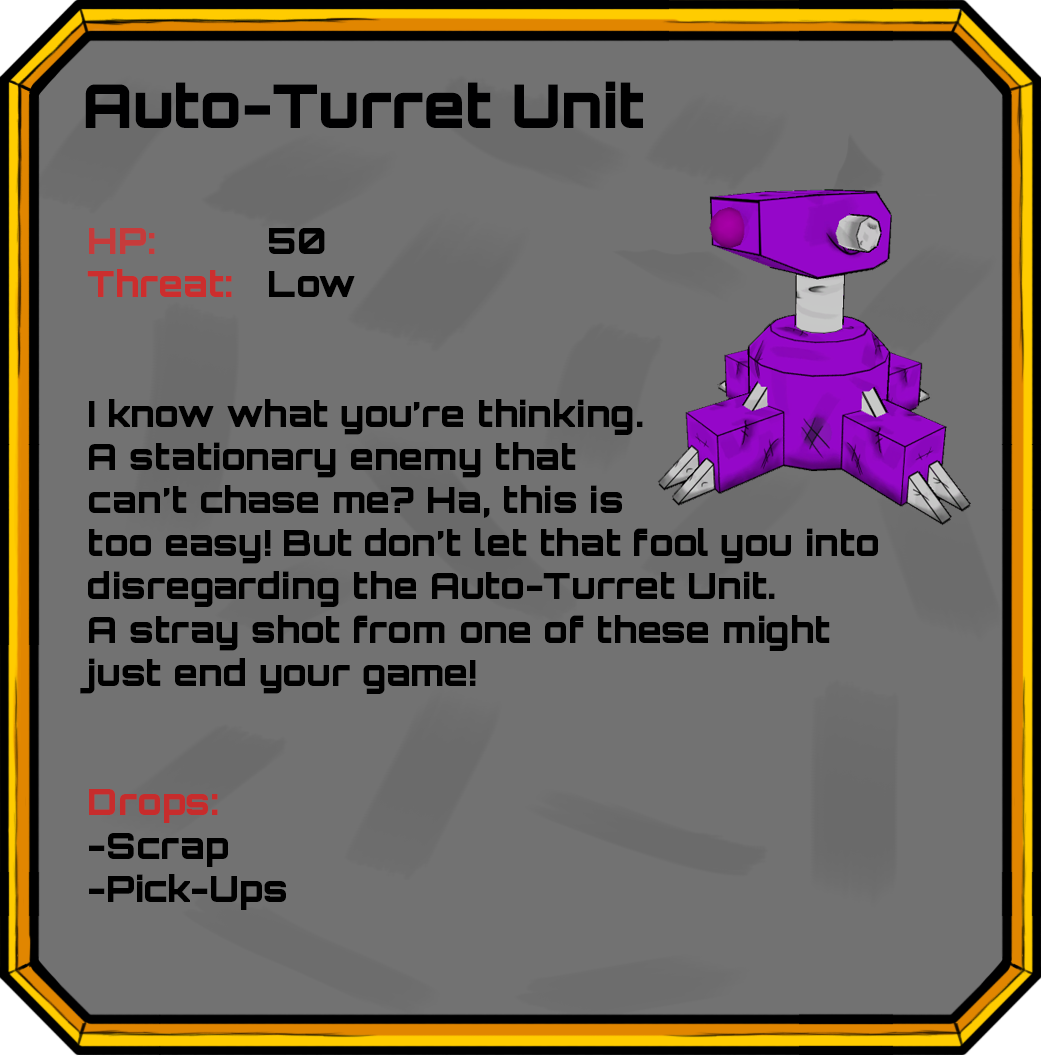 Auto-Turret Unit
HP: 50
Threat: Low
I know what you’re thinking.
A stationary enemy that
can’t chase me? Ha, this is
too easy! But don’t let that fool you into
disregarding the Auto-Turret Unit.
A stray shot from one of these might
just end your game!
Drops:
-Scrap
-Pick-Ups